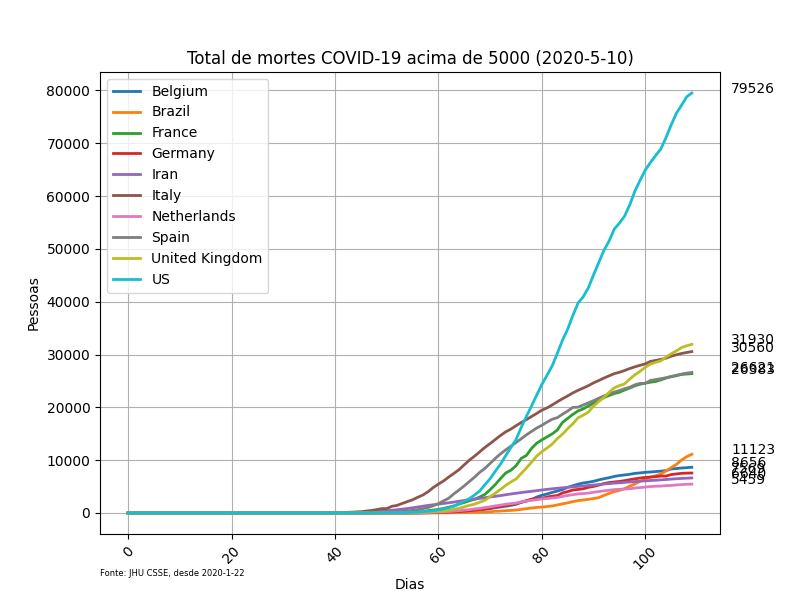 Total de mortes COVID-19 acima de 5000 (2020-5-10)
Belgium
Brazil
France
Germany
Iran
Italy
Netherlands
Spain
United Kingdom
US
Pessoas
80000
70000
60000
50000
40000
30000
20000
10000
0
79526
31930
30560
26621
11123
8656
5459
0
20
40
60
80
100
Dias
Fonte: JHU CSSE, desde 2020-1-22